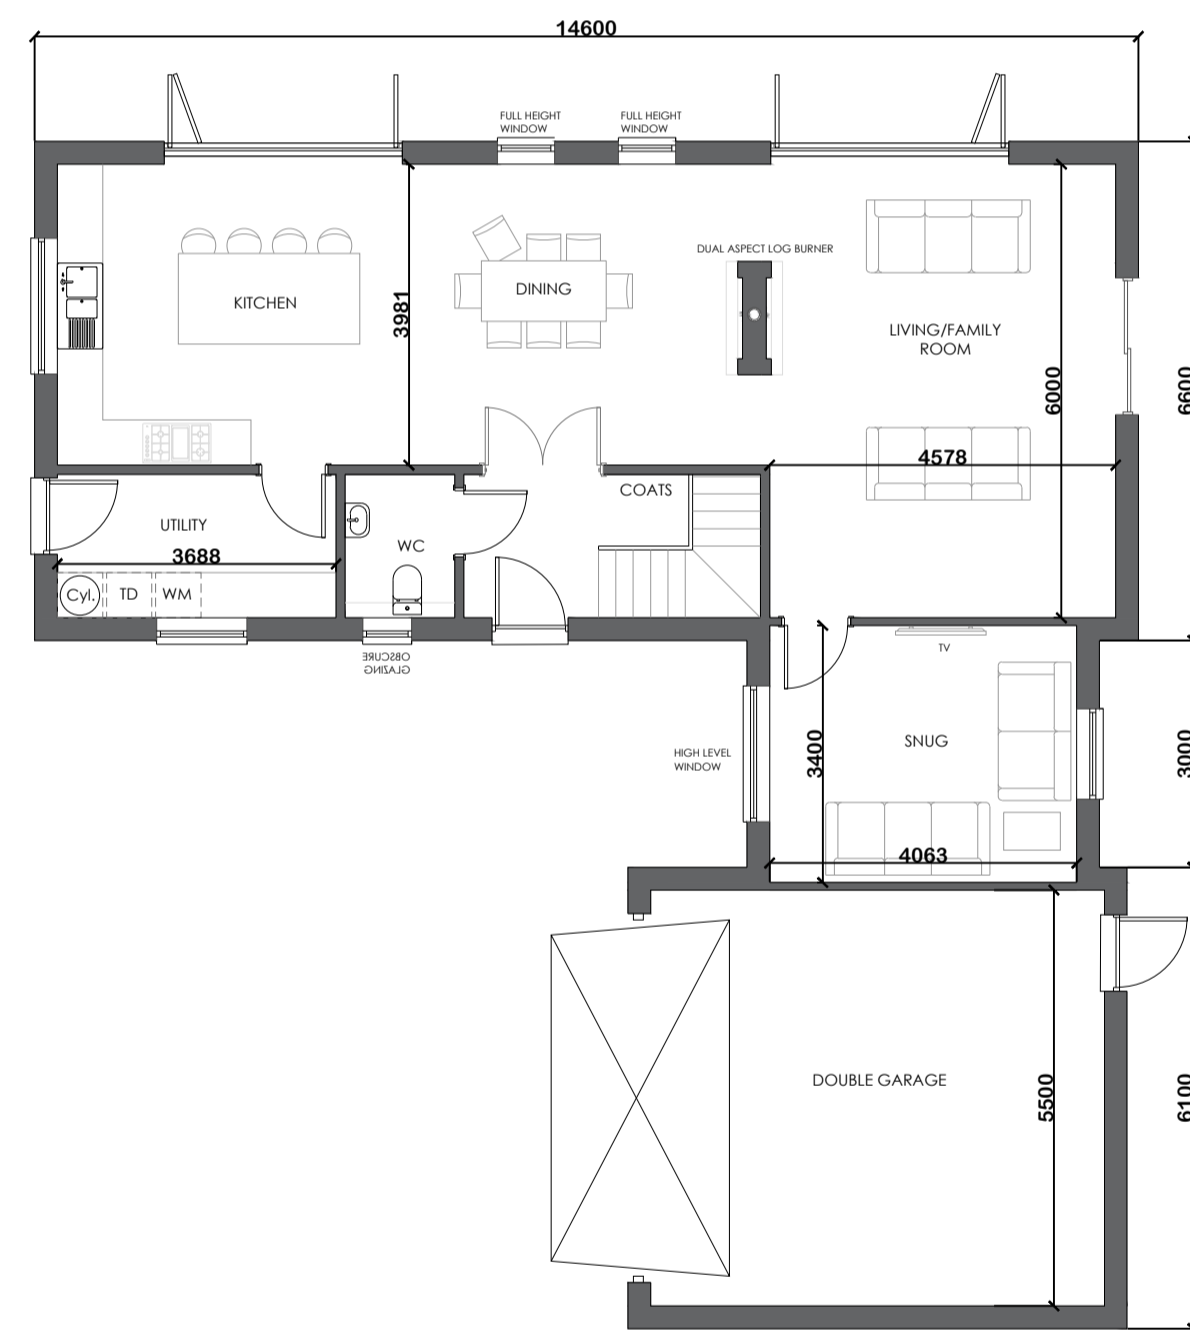 14600
FULL HEIGHT
WINDOW
FULL HEIGHT
WINDOW
DUAL ASPECT LOG BURNER
KITCHEN
3981
DINING
LIVING/FAMILY
ROOM
6000
6600
4578
COATS
UTILITY
3688
WC
Cyl.
TD
WM
OBSCURE
GLAZING
TV
HIGH LEVEL
WINDOW
3400
SNUG
3000
4063
DOUBLE GARAGE
5500
6100